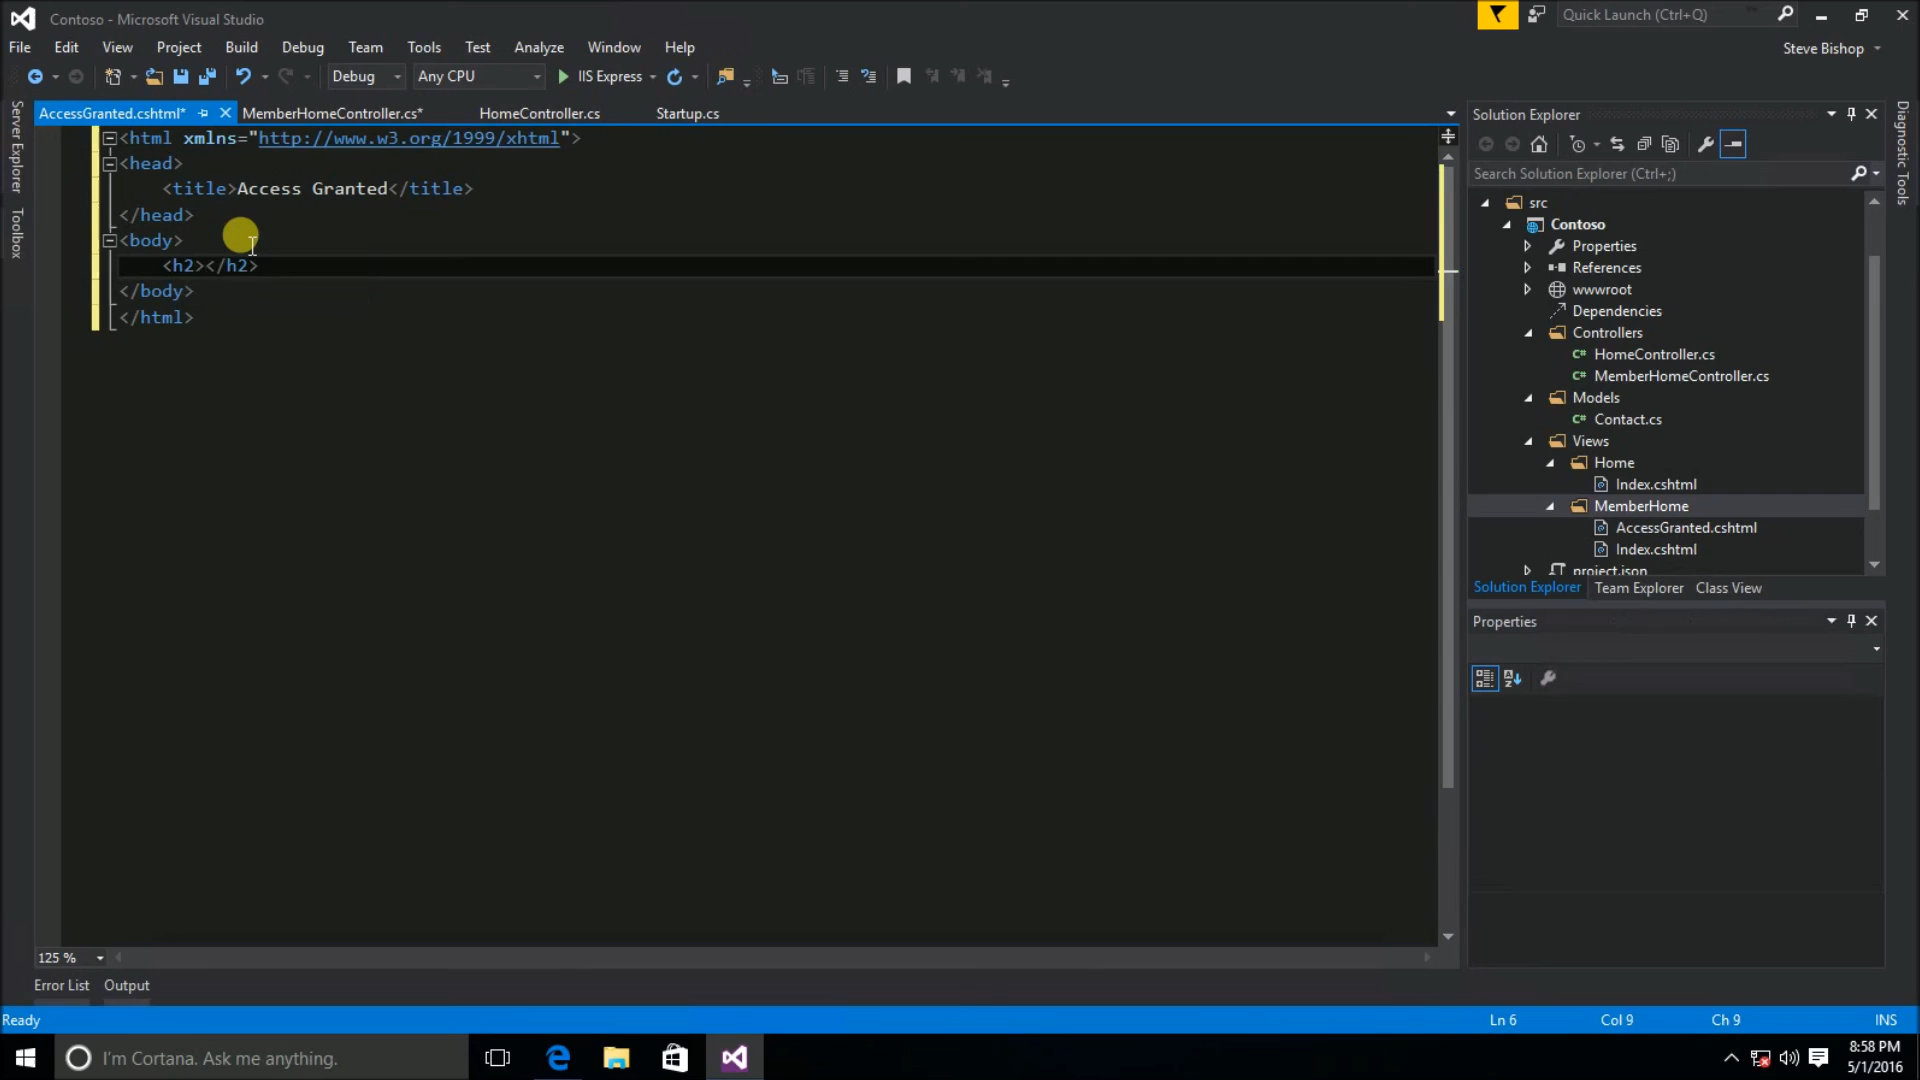 Contoso - Microsoft Visual Studio
Quick Launch (Ctrl+Q)
File Edit View Project Build Debug Team Tools Test Analyze Window Help
Steve Bishop
Debug Any CPU IIS Express
Server Explorer
Toolbox
AccessGranted.cshtml* MemberHomeController.cs* HomeController.cs Startup.cs
<html xmlns="http://www.w3.org/1999/xhtml">
<head>
<title>Access Granted</title>
</head>
<body>
<h2></h2>
</body>
</html>
125 %
Error List Output
Solution Explorer
Search Solution Explorer (Ctrl+;)
src
Contoso
Properties
References
wwwroot
Dependencies
Controllers
C# HomeController.cs
C# MemberHomeController.cs
Models
C# Contact.cs
Views
Home
Index.cshtml
MemberHome
AccessGranted.cshtml
Index.cshtml
project.json
Solution Explorer Team Explorer Class View
Properties
Diagnostic Tools
Ready Ln 6 Col 9 Ch 9 INS
I'm Cortana. Ask me anything.
8:58 PM
5/1/2016